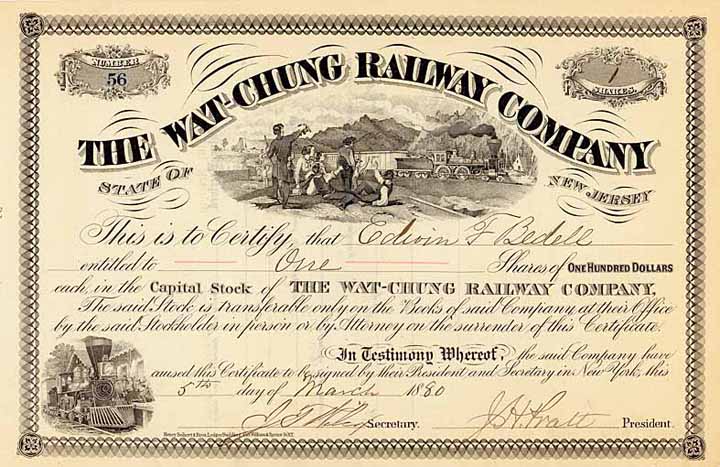 NUMBER
56
1
SHARES.
THE WAT-CHUNG RAILWAY COMPANY
STATE OF
NEW JERSEY
This is to Certify, that Edwin F Bedell
entitled to One Shares of ONE HUNDRED DOLLARS
each, in the Capital Stock of THE WAT-CHUNG RAILWAY COMPANY.
The said Stock is transferable only on the Books of said Company, at their Office
by the said Stockholder in person or by Attorney on the surrender of this Certificate.
In Testimony Whereof, the said Company have
caused this Certificate to be signed by their President and Secretary in New York, this
5th day of March 1880
Secretary. J H Pratt President.